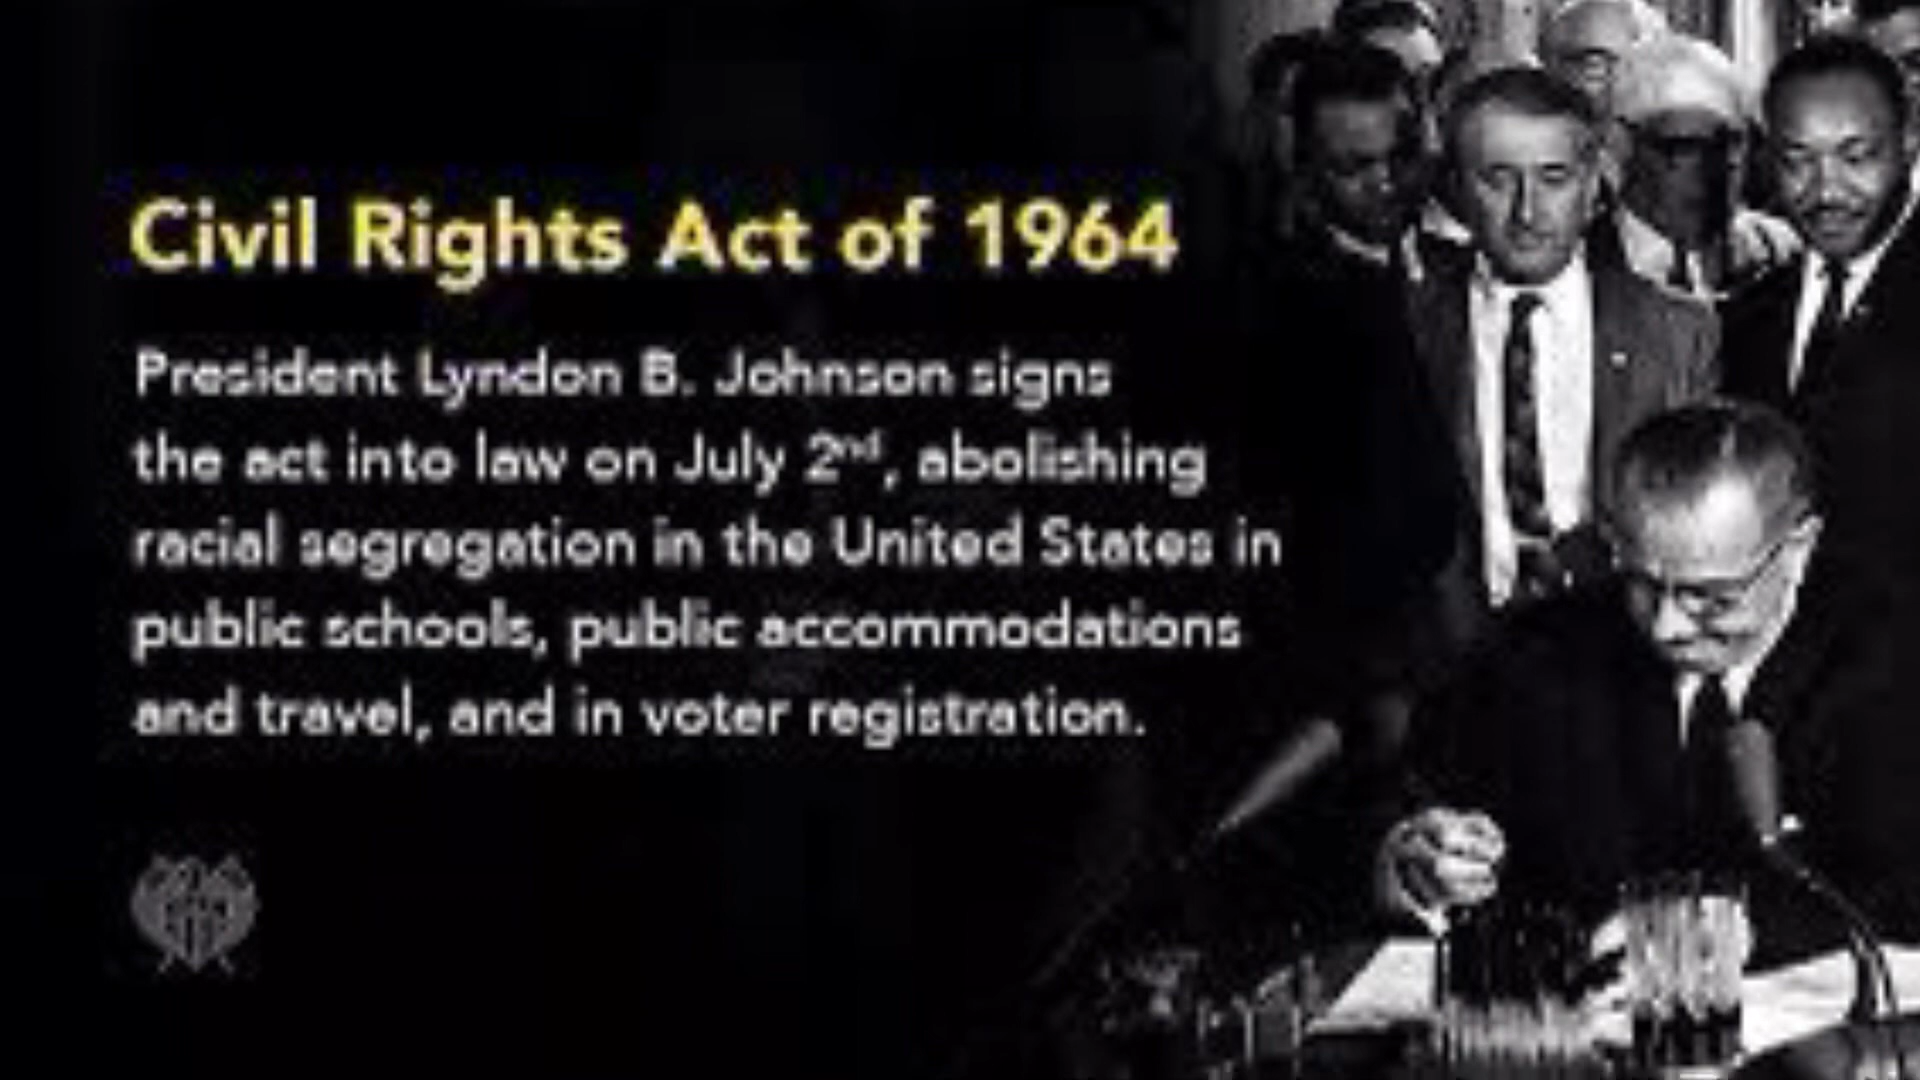 Civil Rights Act of 1964
President Lyndon B. Johnson signs
the act into law on July 2nd, abolishing
racial segregation in the United States in
public schools, public accommodations
and travel, and in voter registration.